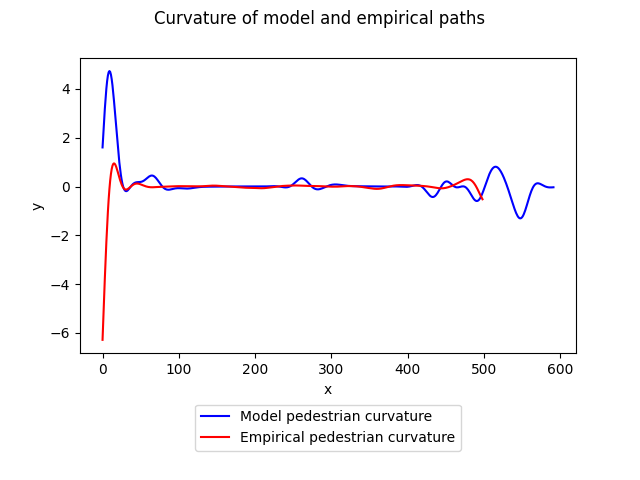 Curvature of model and empirical paths
4
2
0
−2
−4
−6
y
0 100 200 300 400 500 600
x
Model pedestrian curvature
Empirical pedestrian curvature